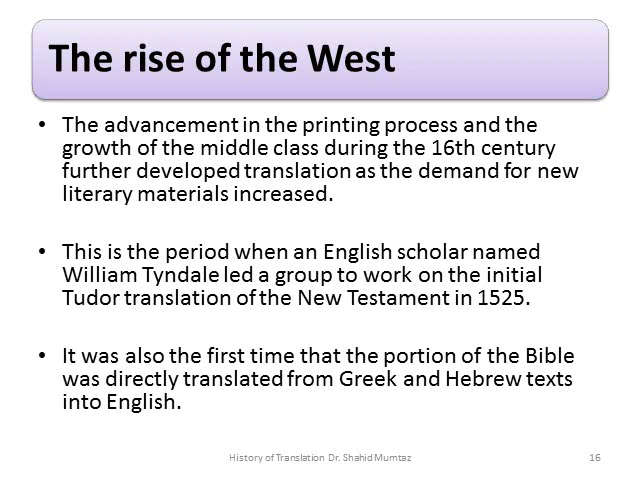 The rise of the West
• The advancement in the printing process and the
growth of the middle class during the 16th century
further developed translation as the demand for new
literary materials increased.
• This is the period when an English scholar named
William Tyndale led a group to work on the initial
Tudor translation of the New Testament in 1525.
• It was also the first time that the portion of the Bible
was directly translated from Greek and Hebrew texts
into English.
History of Translation Dr. Shahid Mumtaz 16